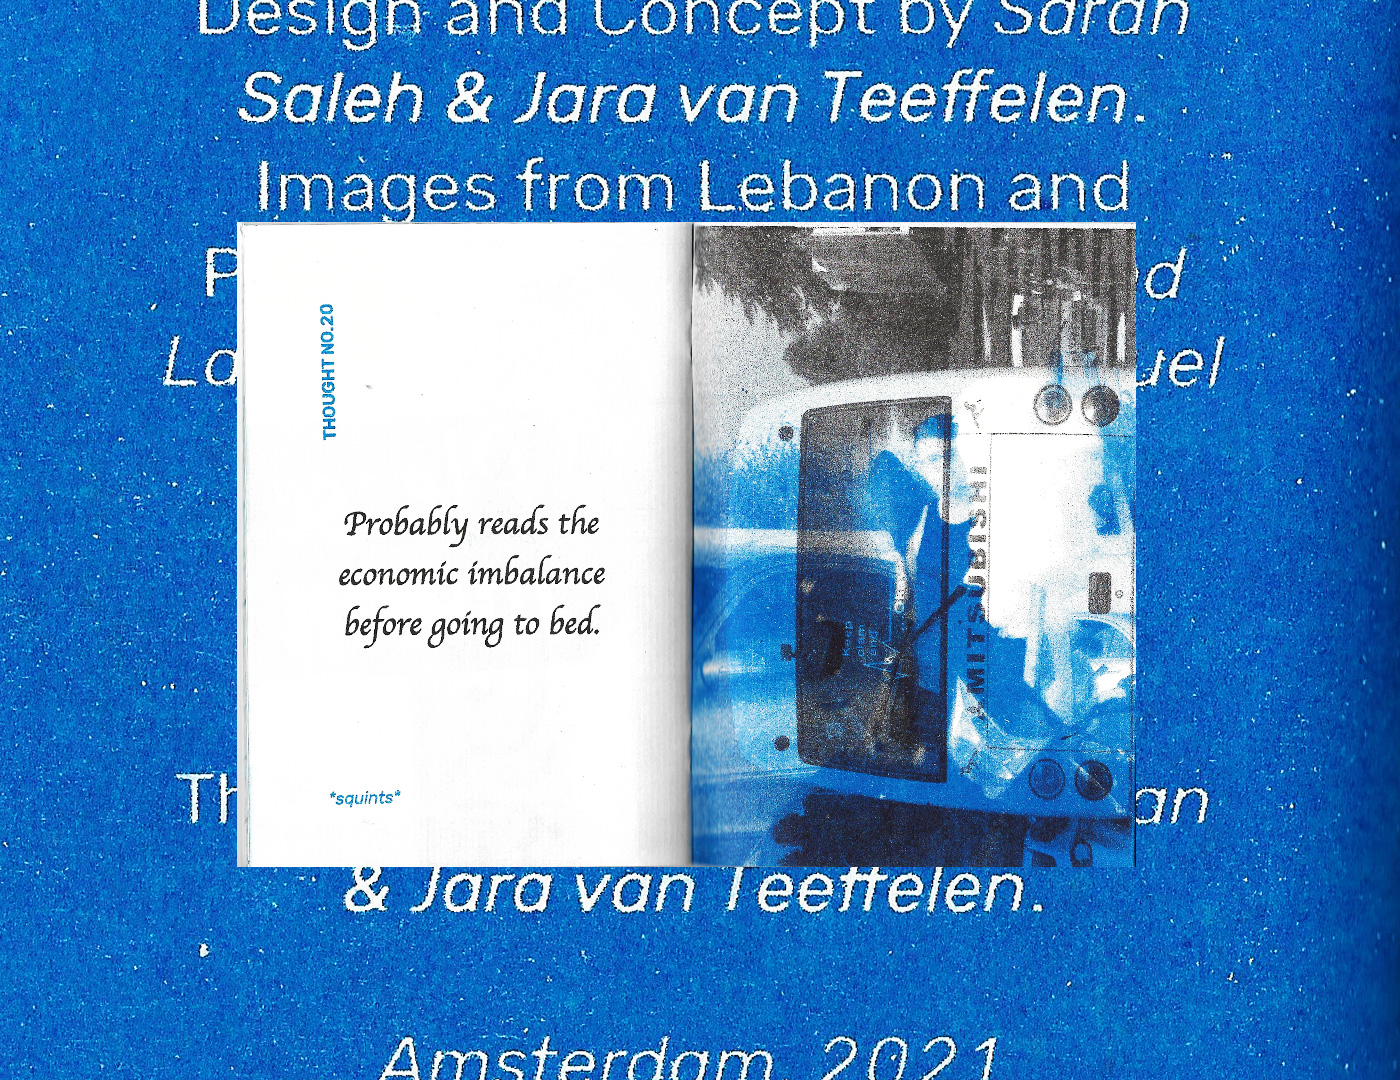 Design and Concept by Sarah
Saleh & Jara van Teeffelen.
Images from Lebanon and
THOUGHT NO.20
Probably reads the
economic imbalance
before going to bed.
*squints*
MITSUBISHI
& Jara van Teeffelen.
Amsterdam, 2021